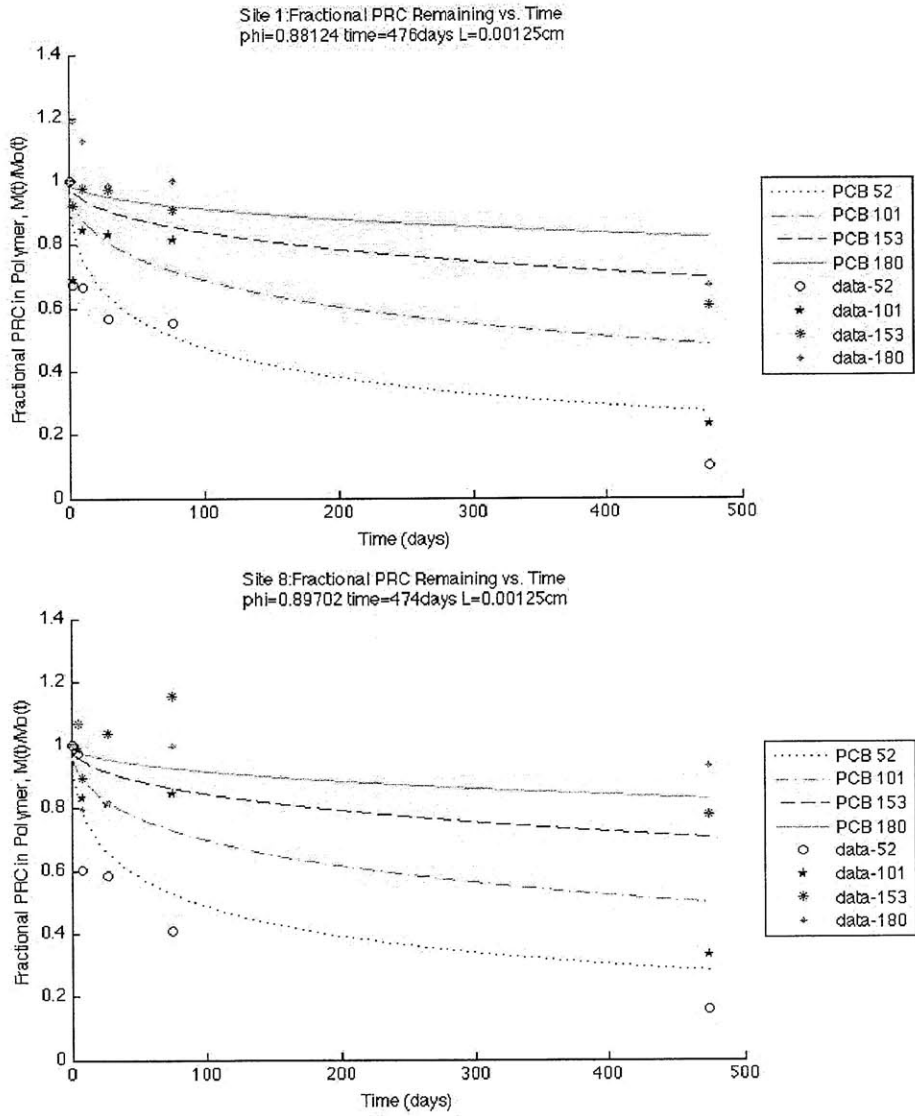 Site 1:Fractional PRC Remaining vs. Time
phi=0.88124 time=476days L=0.00125cm
1.4
1.2
1
0.8
0.6
0.4
0.2
0
Fractional PRC in Polymer, M(t)/Mo(t)
0 100 200 300 400 500
Time (days)
PCB 52
PCB 101
PCB 153
PCB 180
data-52
data-101
data-153
data-180
Site 8:Fractional PRC Remaining vs. Time
phi=0.89702 time=474days L=0.00125cm
1.4
1.2
1
0.8
0.6
0.4
0.2
0
Fractional PRC in Polymer, M(t)/Mo(t)
0 100 200 300 400 500
Time (days)
PCB 52
PCB 101
PCB 153
PCB 180
data-52
data-101
data-153
data-180